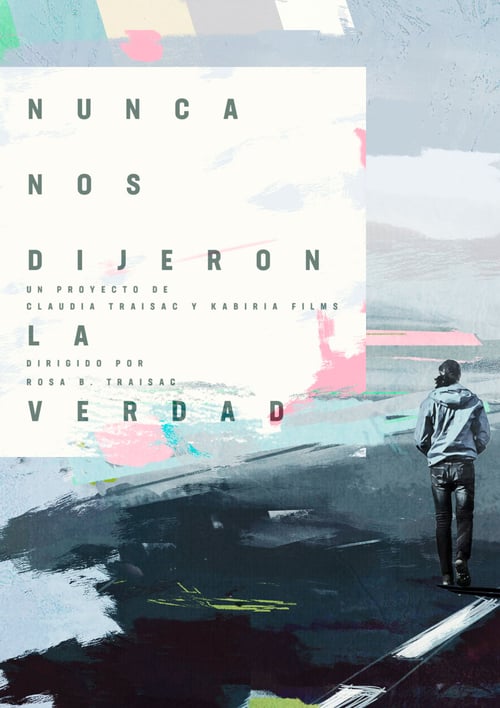 NUNCA
NOS
DIJERON
UN PROYECTO DE
CLAUDIA TRAISAC Y KABIRIA FILMS
LA
DIRIGIDO POR
ROSA B. TRAISAC
VERDAD